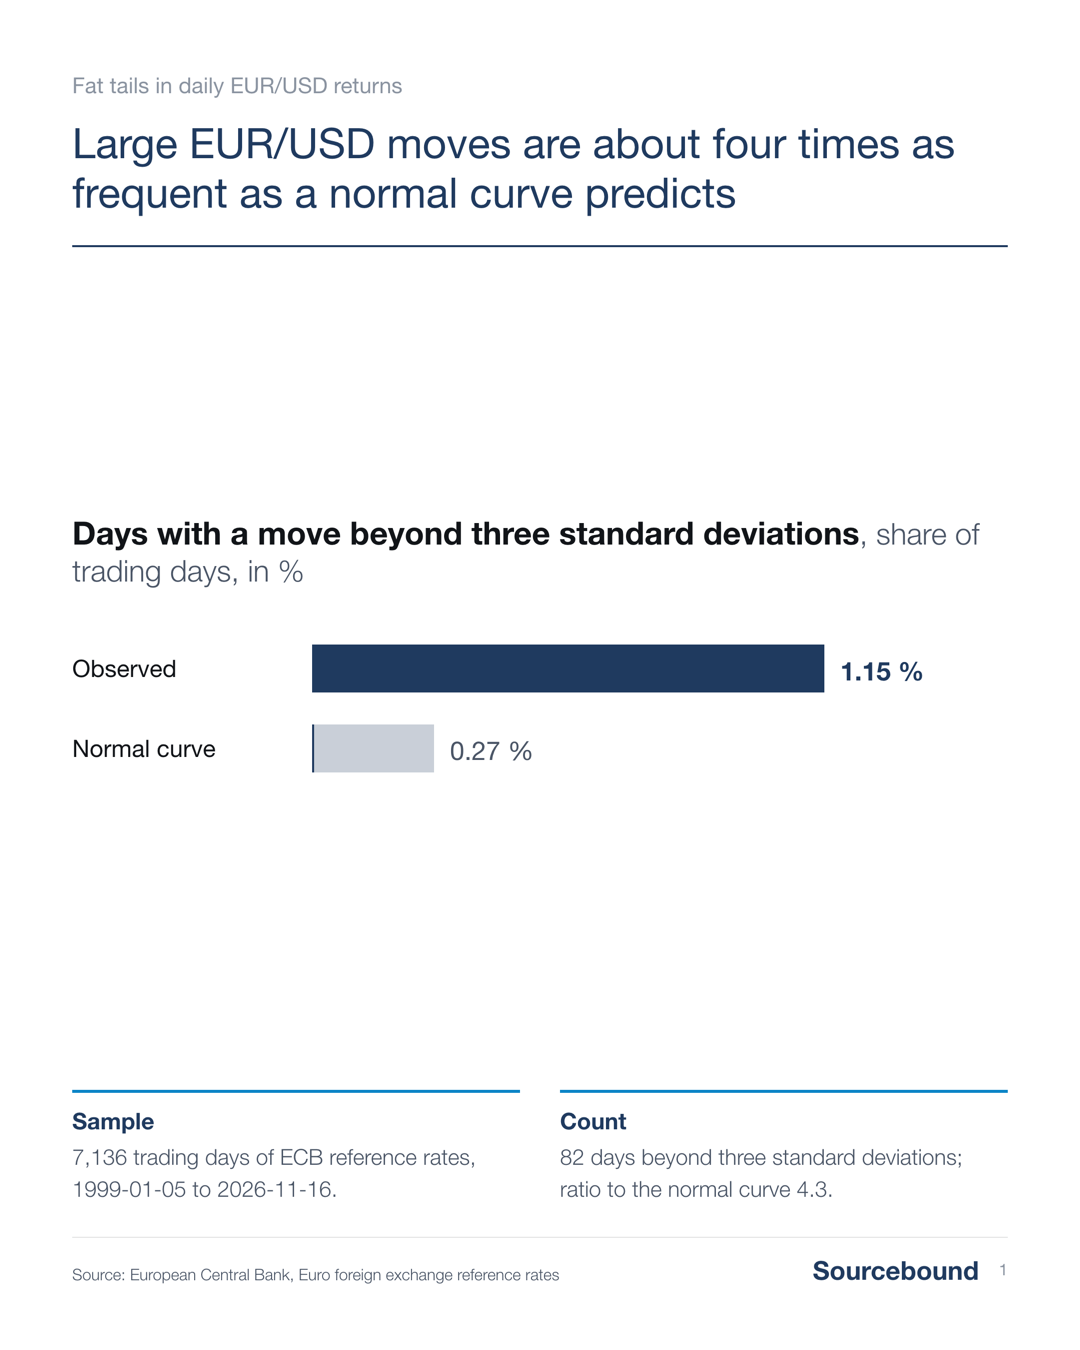 Fat tails in daily EUR/USD returns
Large EUR/USD moves are about four times as
frequent as a normal curve predicts
Days with a move beyond three standard deviations, share of
trading days, in %
Observed
1.15 %
Normal curve
0.27 %
Sample
7,136 trading days of ECB reference rates,
1999-01-05 to 2026-11-16.
Count
82 days beyond three standard deviations;
ratio to the normal curve 4.3.
Source: European Central Bank, Euro foreign exchange reference rates
Sourcebound
1